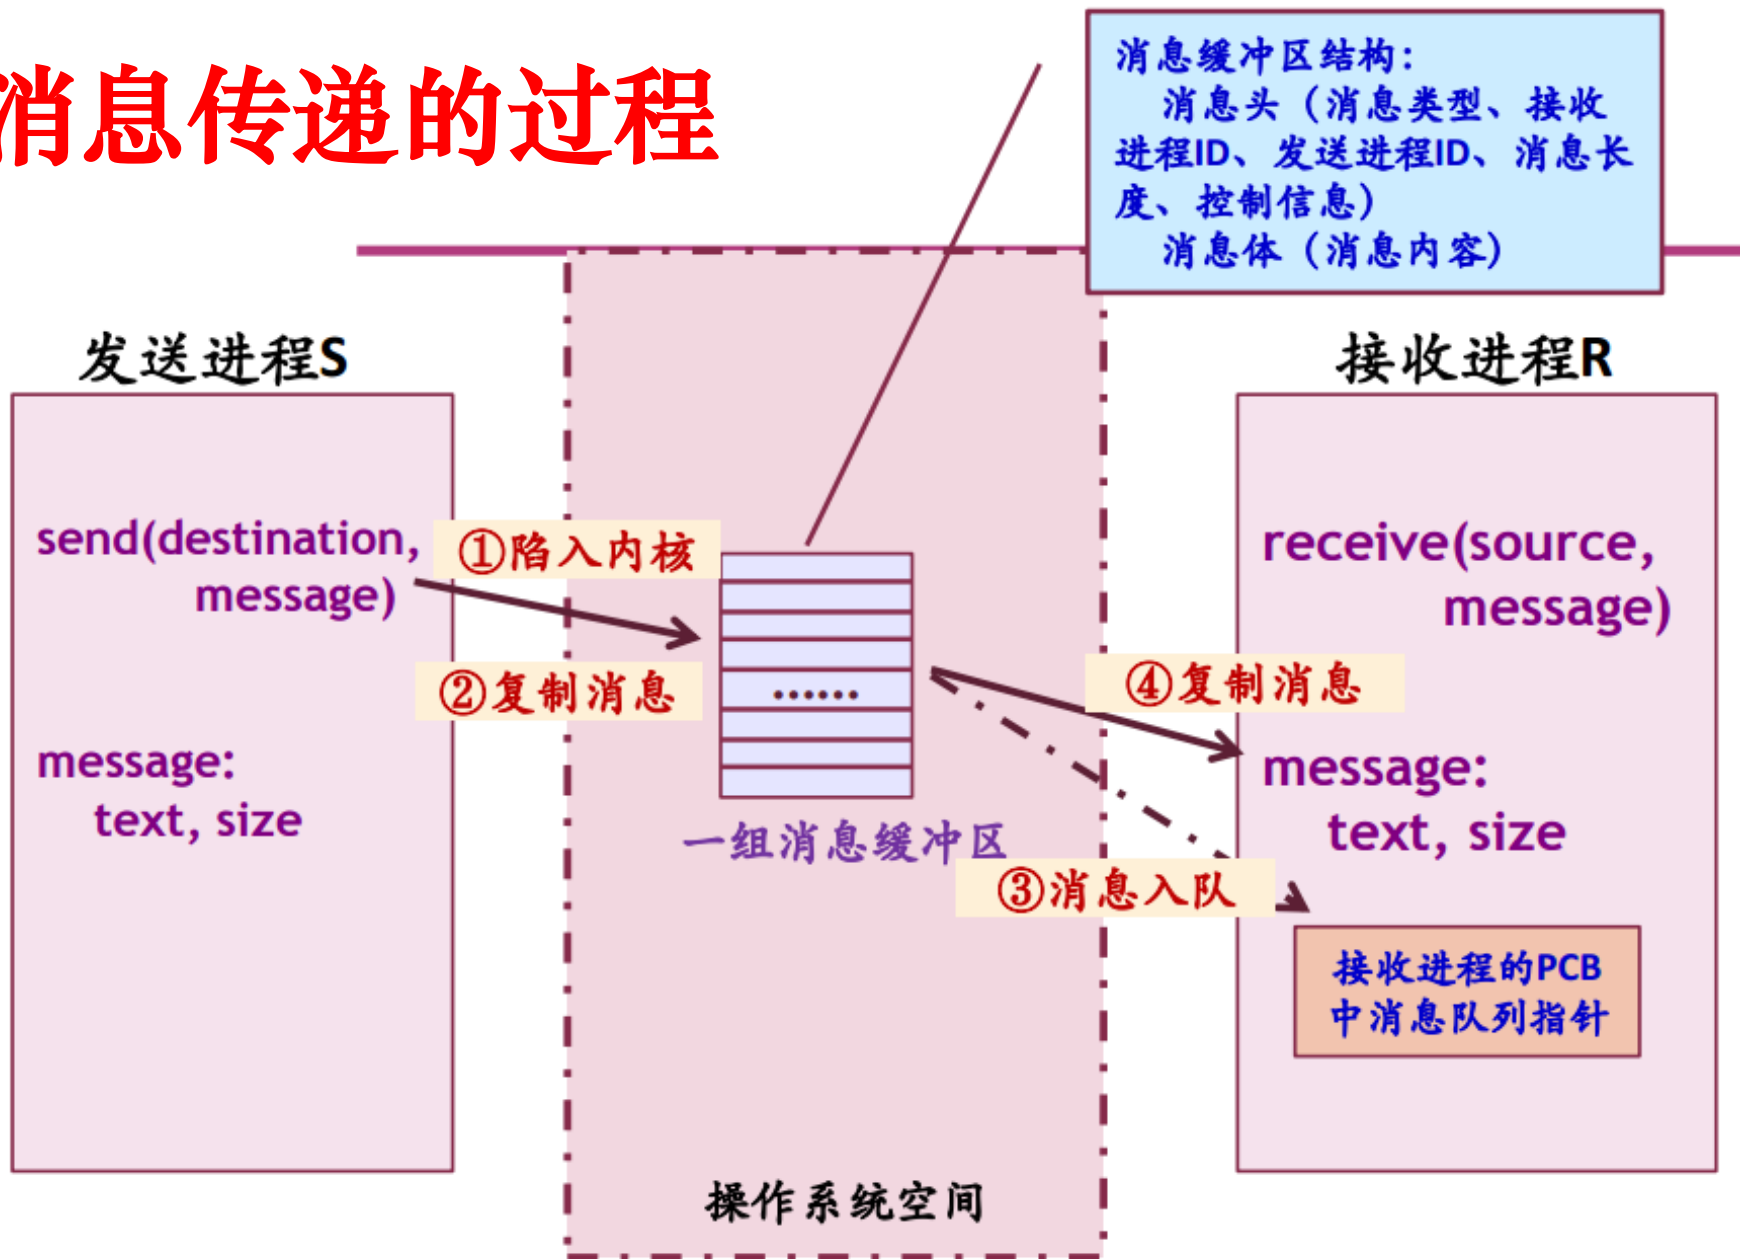 消息传递的过程
消息缓冲区结构：
消息头（消息类型、接收
进程ID、发送进程ID、消息长
度、控制信息）
消息体（消息内容）
发送进程S
send(destination,
message)
message:
text, size
①陷入内核
②复制消息
......
一组消息缓冲区
③消息入队
④复制消息
操作系统空间
接收进程R
receive(source,
message)
message:
text, size
接收进程的PCB
中消息队列指针